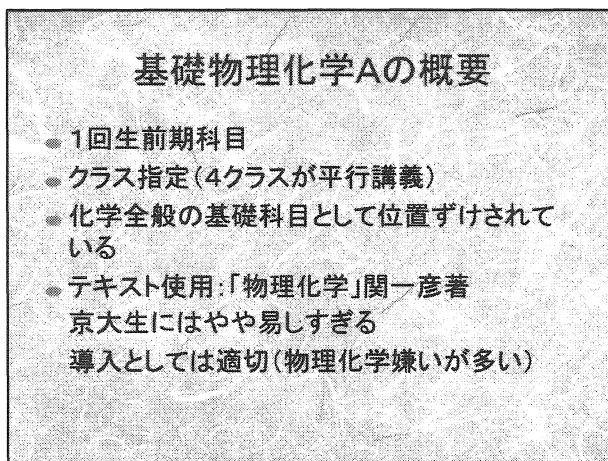 基礎物理化学Aの概要
1回生前期科目
クラス指定(4クラスが平行講義)
化学全般の基礎科目として位置ずけされて
いる
テキスト使用:「物理化学」関一彦著
京大生にはやや易しすぎる
導入としては適切(物理化学嫌いが多い)